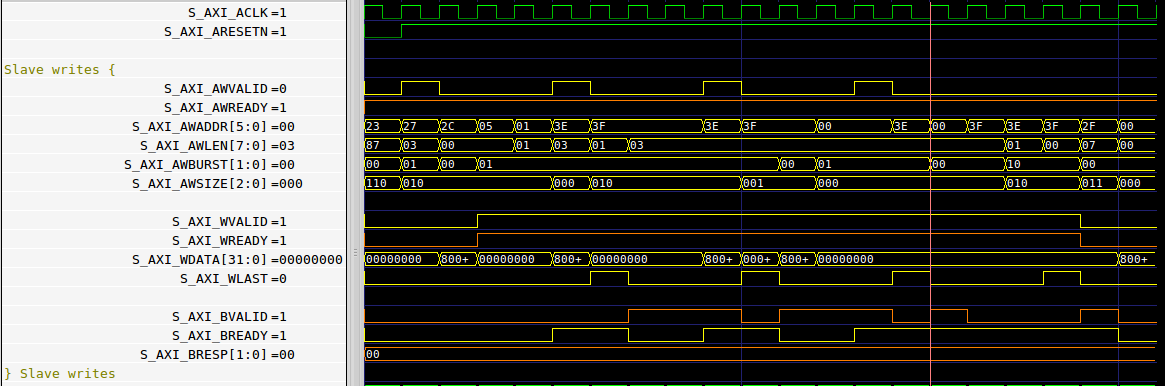 S_AXI_ACLK =1
S_AXI_ARESETN =1
Slave writes {
S_AXI_AWVALID =0
S_AXI_AWREADY =1
S_AXI_AWADDR[5:0] =00 23 27 2C 05 01 3E 3F 3E 3F 00 3E 00 3F 3E 3F 2F 00
S_AXI_AWLEN[7:0] =03 87 03 00 01 03 01 03 01 00 07 00
S_AXI_AWBURST[1:0] =00 00 01 00 01 00 01 00 10 00
S_AXI_AWSIZE[2:0] =000 110 010 000 010 001 000 010 011 000
S_AXI_WVALID =1
S_AXI_WREADY =1
S_AXI_WDATA[31:0] =00000000 00000000 800+ 00000000 800+ 00000000 800+ 000+ 800+ 00000000 800+
S_AXI_WLAST =0
S_AXI_BVALID =1
S_AXI_BREADY =1
S_AXI_BRESP[1:0] =00 00
} Slave writes